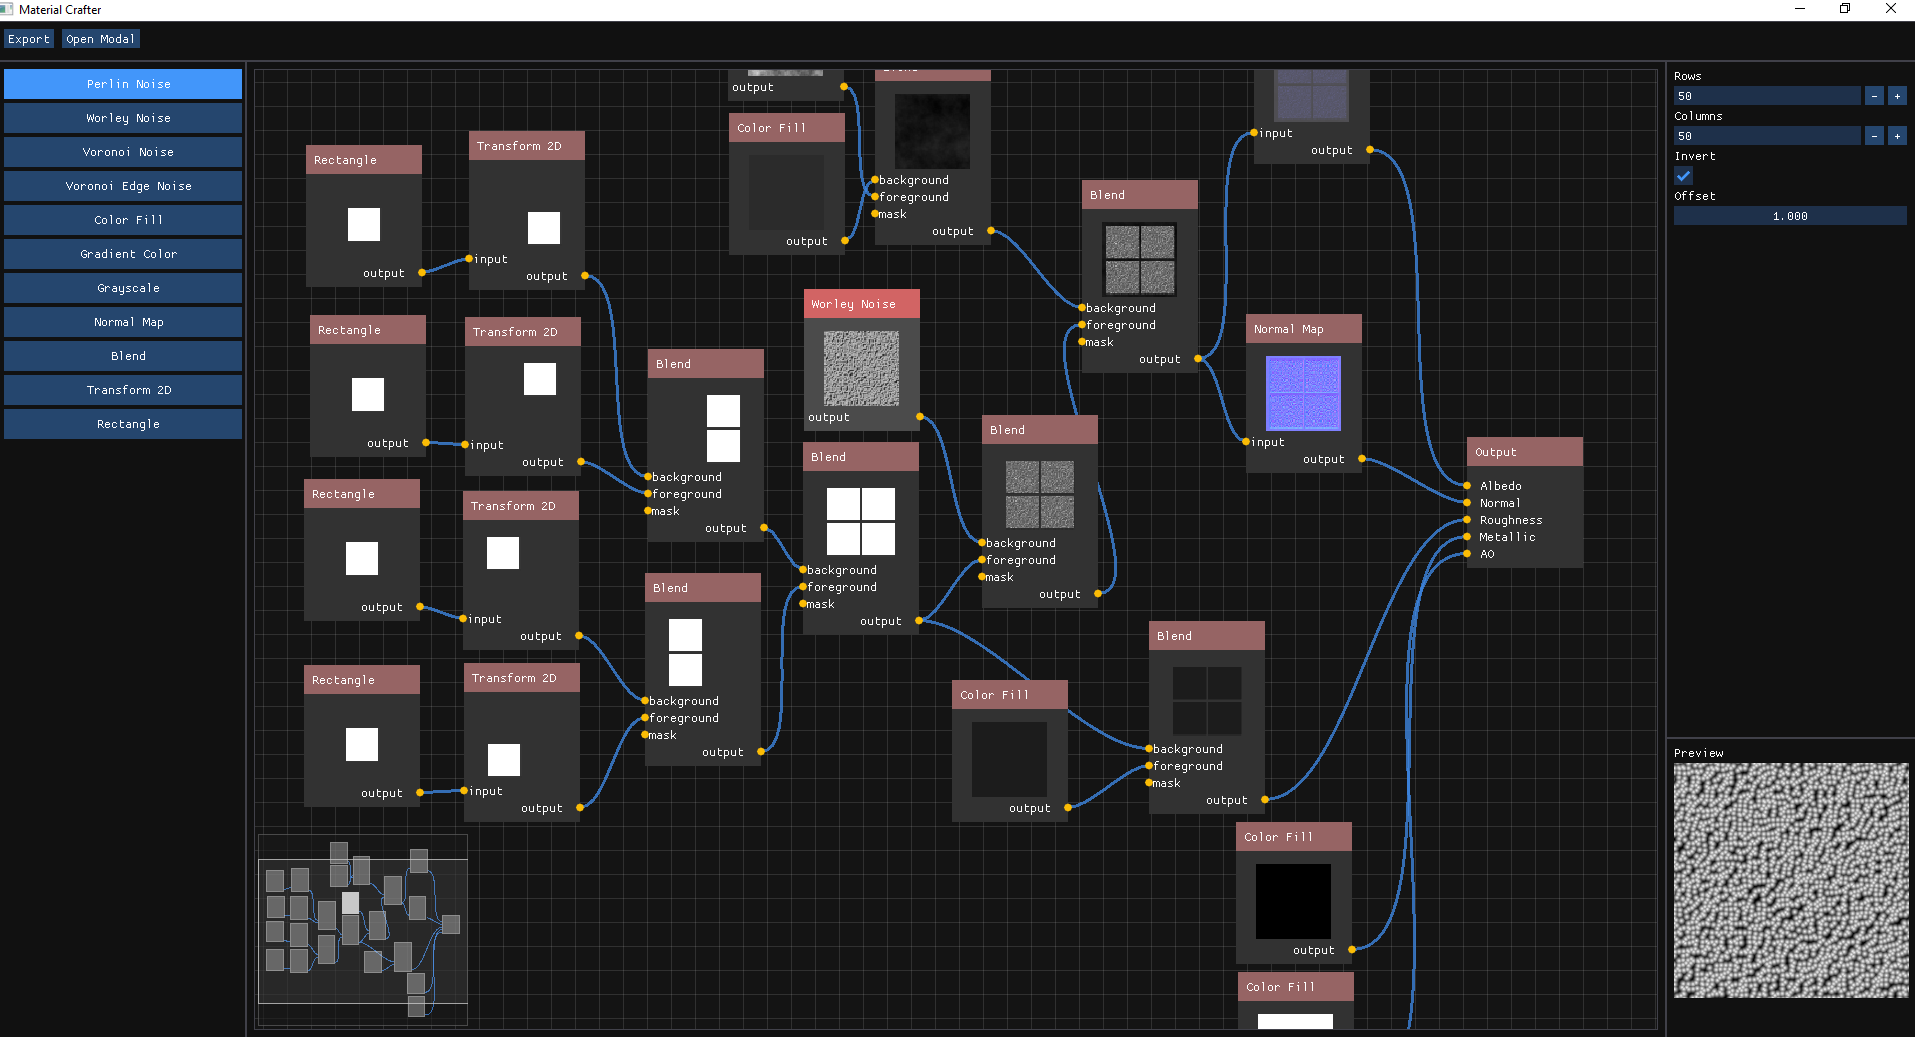 Material Crafter
Export
Open Modal
Perlin Noise
Worley Noise
Voronoi Noise
Voronoi Edge Noise
Color Fill
Gradient Color
Grayscale
Normal Map
Blend
Transform 2D
Rectangle
Rectangle
output
Transform 2D
input
output
Rectangle
output
Transform 2D
input
output
Rectangle
output
Transform 2D
input
output
Rectangle
output
Transform 2D
input
output
Blend
background
foreground
mask
output
Blend
background
foreground
mask
output
output
Color Fill
output
Blend
background
foreground
mask
output
Worley Noise
output
Blend
background
foreground
mask
output
Blend
background
foreground
mask
output
Blend
background
foreground
mask
output
input
output
Normal Map
input
output
Output
Albedo
Normal
Roughness
Metallic
AO
Color Fill
output
Blend
background
foreground
mask
output
Color Fill
output
Color Fill
Rows
50
- +
Columns
50
- +
Invert
Offset
1.000
Preview